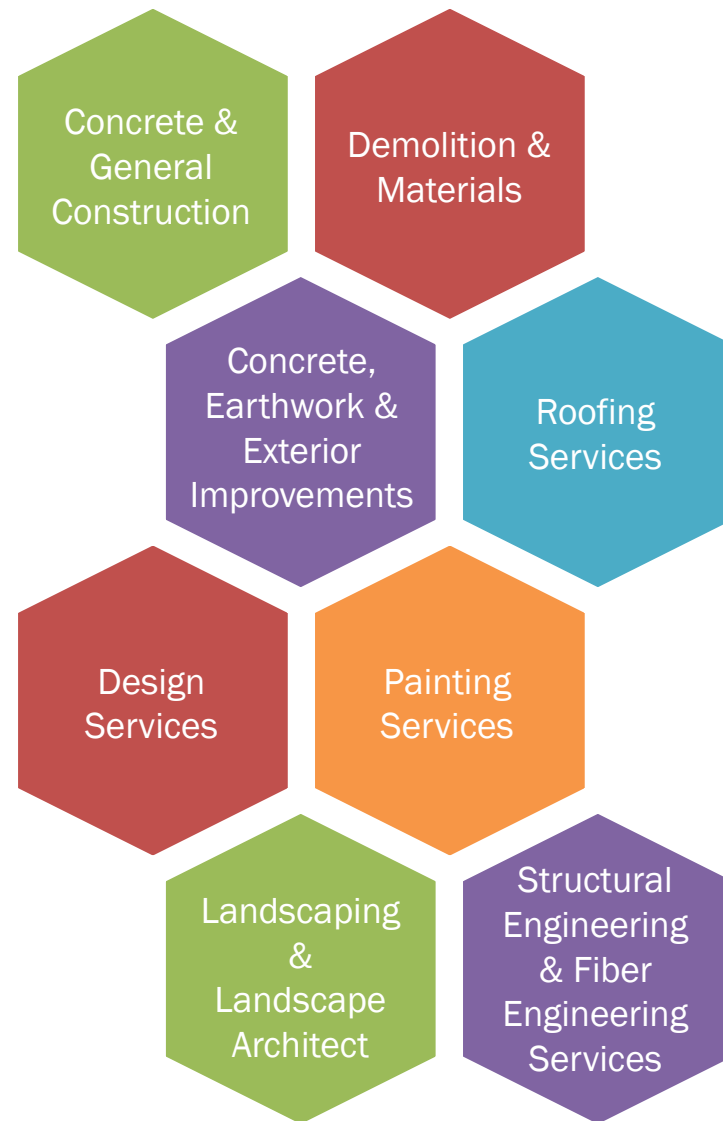 Concrete &
General
Construction
Demolition &
Materials
Concrete,
Earthwork &
Exterior
Improvements
Roofing
Services
Design
Services
Painting
Services
Landscaping
&
Landscape
Architect
Structural
Engineering
& Fiber
Engineering
Services